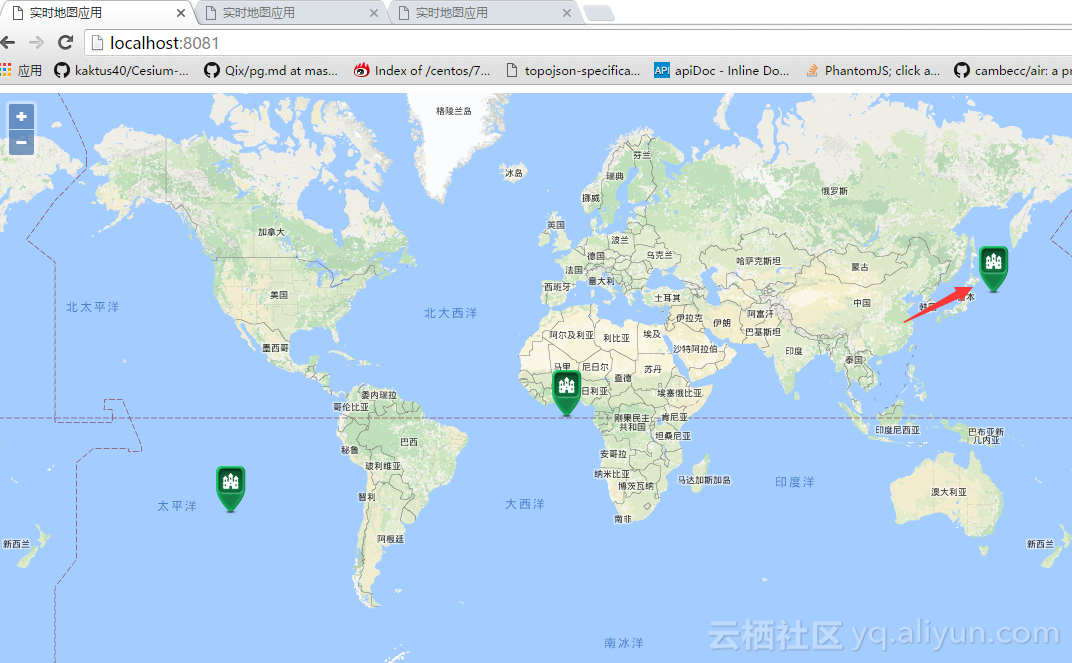 实时地图应用 实时地图应用 实时地图应用
localhost:8081
应用 kaktus40/Cesium-... Qix/pg.md at mas... Index of /centos/7... topojson-specifica... API apiDoc - Inline Do... PhantomJS; click a... cambecc/air: a pr
+
−
格陵兰岛
冰岛
芬兰
瑞典
挪威
俄罗斯
英国
加拿大
波兰
德国
乌克兰
法国
哈萨克斯坦
蒙古
意大利
西班牙
美国
土耳其
中国
本
北太平洋
北大西洋
伊拉克
阿富汗
伊朗
巴基斯坦
阿尔及利亚
利比亚
埃及
墨西哥
沙特阿拉伯
印度
泰国
马里
尼日尔
苏丹
乍得
委内瑞拉
日利亚
埃塞俄比亚
哥伦比亚
刚果民主
共和国
肯尼亚
印度尼西亚
巴布亚新
几内亚
坦桑尼亚
巴西
秘鲁
安哥拉
玻利维亚
纳米比亚
马达加斯加岛
印度洋
博茨瓦纳
澳大利亚
智利
太平洋
大西洋
南非
阿根廷
新西兰
新西兰
南冰洋
云栖社区 yq.aliyun.com